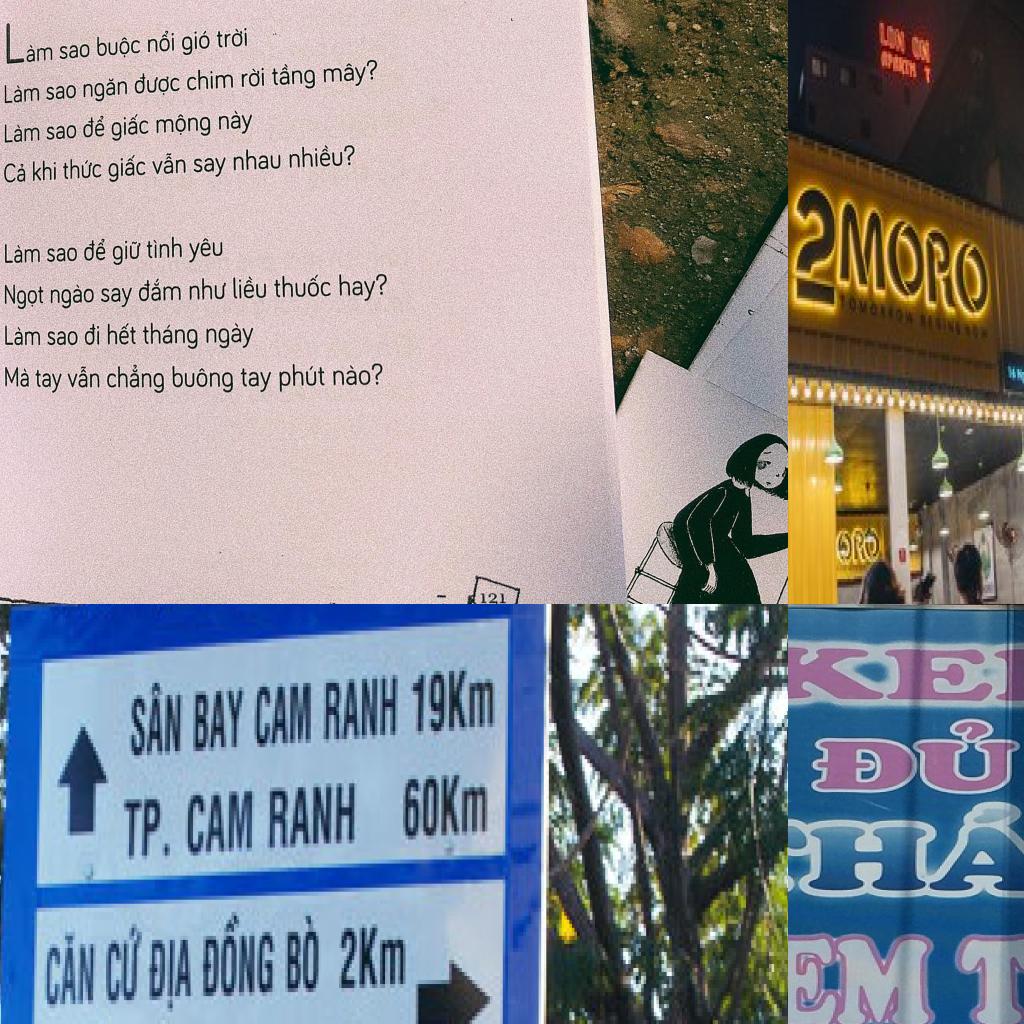 Làm sao buộc nổi gió trời
Làm sao ngăn được chim rời tầng mây?
Làm sao để giấc mộng này
Cả khi thức giấc vẫn say nhau nhiều?
Làm sao để giữ tình yêu
Ngọt ngào say đắm như liều thuốc hay?
Làm sao đi hết tháng ngày
Mà tay vẫn chẳng buông tay phút nào?
121
2MORO
TOMORROW BEGINS NOW
ORO
SÂN BAY CAM RANH 19Km
TP. CAM RANH 60Km
CĂN CỨ ĐỊA ĐỒNG BÒ 2Km
KE
ĐỦ
HÁ
EM T